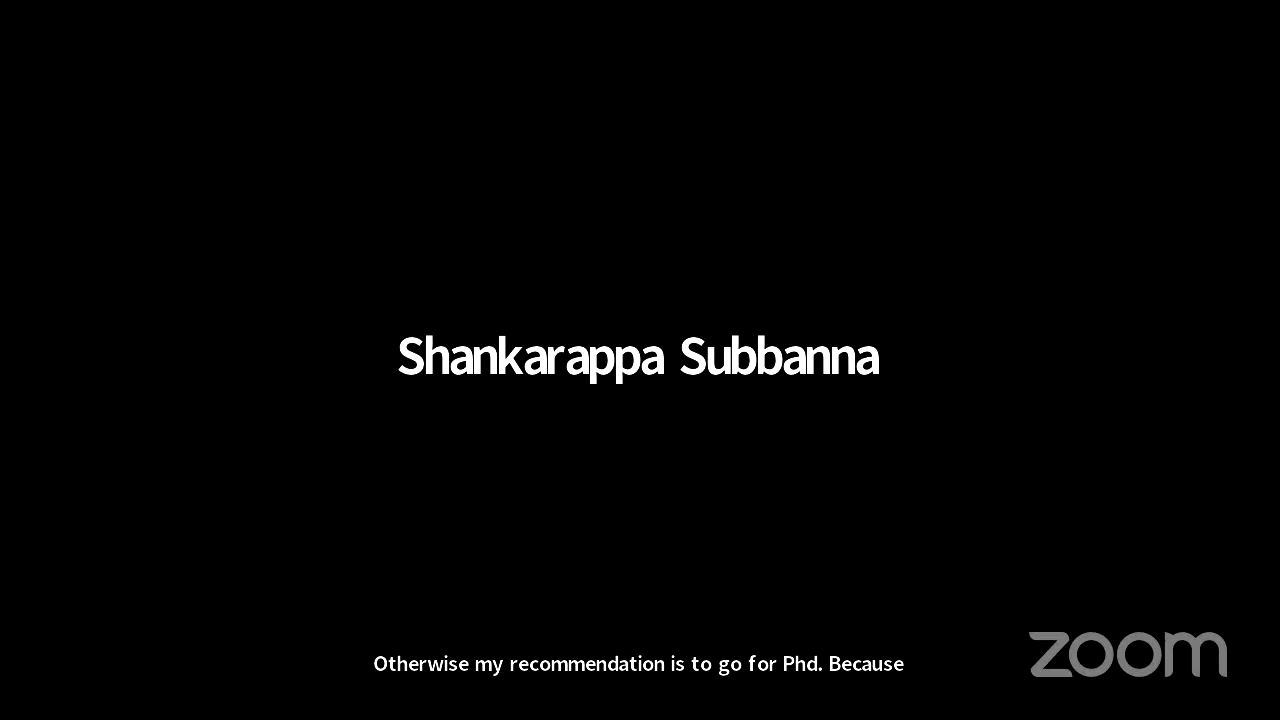 Shankarappa Subbanna
Otherwise my recommendation is to go for Phd. Because
zoom